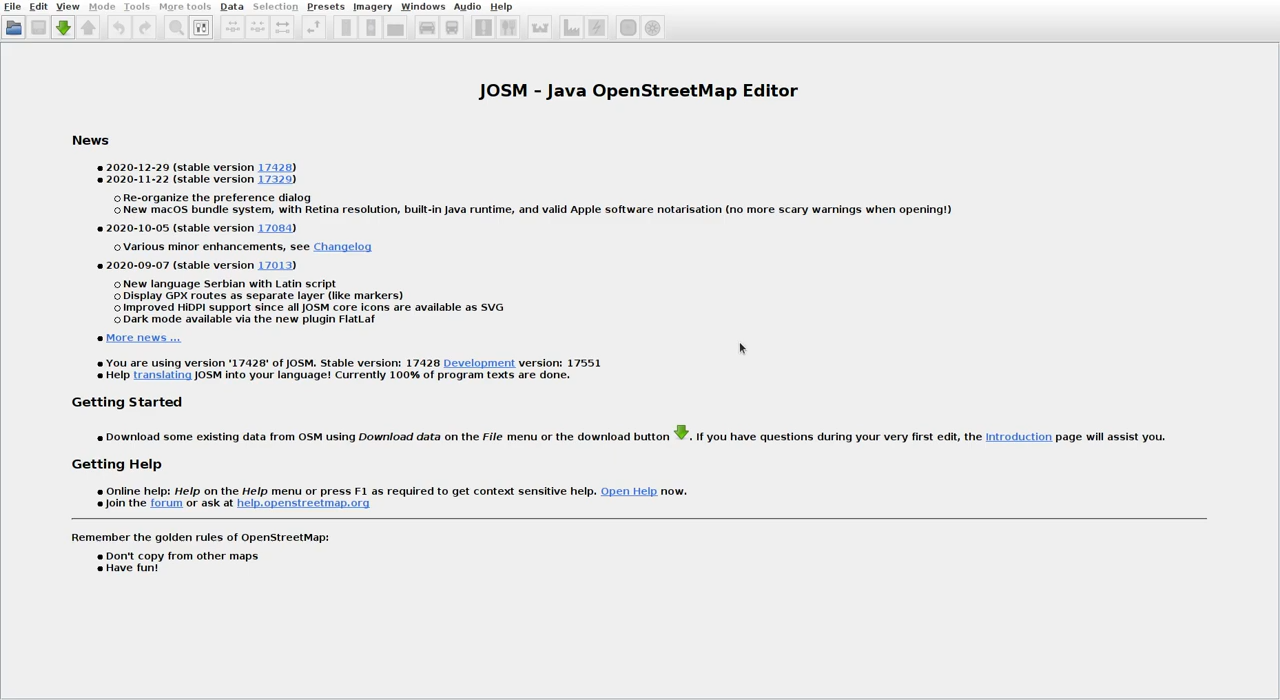 File Edit View Mode Tools More tools Data Selection Presets Imagery Windows Audio Help
JOSM – Java OpenStreetMap Editor
News
2020-12-29 (stable version 17428)
2020-11-22 (stable version 17329)
Re-organize the preference dialog
New macOS bundle system, with Retina resolution, built-in Java runtime, and valid Apple software notarisation (no more scary warnings when opening!)
2020-10-05 (stable version 17084)
Various minor enhancements, see Changelog
2020-09-07 (stable version 17013)
New language Serbian with Latin script
Display GPX routes as separate layer (like markers)
Improved HiDPI support since all JOSM core icons are available as SVG
Dark mode available via the new plugin FlatLaf
More news ...
You are using version '17428' of JOSM. Stable version: 17428 Development version: 17551
Help translating JOSM into your language! Currently 100% of program texts are done.
Getting Started
Download some existing data from OSM using Download data on the File menu or the download button . If you have questions during your very first edit, the Introduction page will assist you.
Getting Help
Online help: Help on the Help menu or press F1 as required to get context sensitive help. Open Help now.
Join the forum or ask at help.openstreetmap.org
Remember the golden rules of OpenStreetMap:
Don't copy from other maps
Have fun!